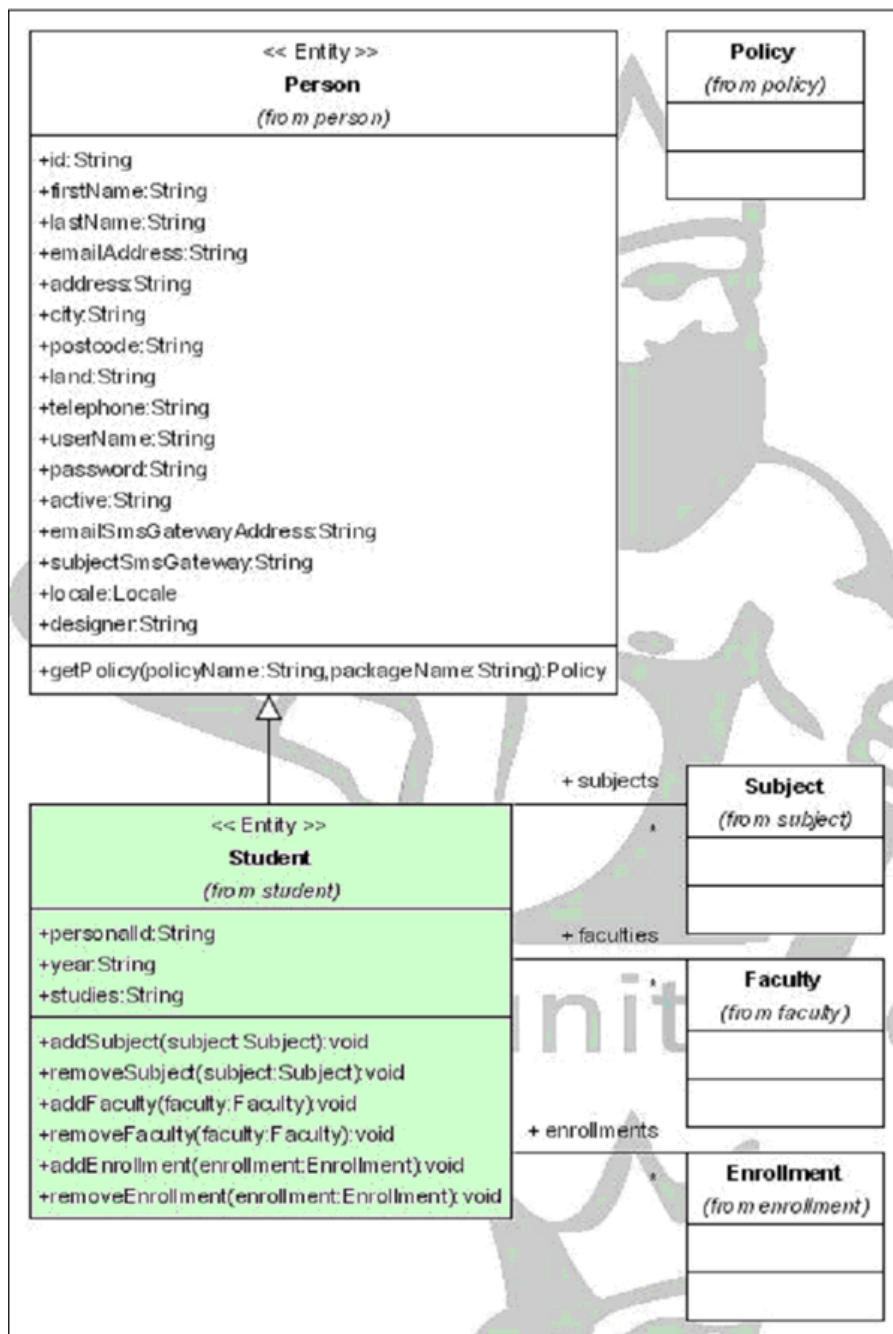 << Entity >>
Person
(from person)
+id:String
+firstName:String
+lastName:String
+emailAddress:String
+address:String
+city:String
+postcode:String
+land:String
+telephone:String
+userName:String
+password:String
+active:String
+emailSmsGatewayAddress:String
+subjectSmsGateway:String
+locale:Locale
+designer:String
+getPolicy(policyName:String,packageName:String):Policy
Policy
(from policy)
<< Entity >>
Student
(from student)
+personalId:String
+year:String
+studies:String
+addSubject(subject:Subject):void
+removeSubject(subject:Subject):void
+addFaculty(faculty:Faculty):void
+removeFaculty(faculty:Faculty):void
+addEnrollment(enrollment:Enrollment):void
+removeEnrollment(enrollment:Enrollment):void
+ subjects
*
Subject
(from subject)
+ faculties
*
Faculty
(from faculty)
+ enrollments
*
Enrollment
(from enrollment)